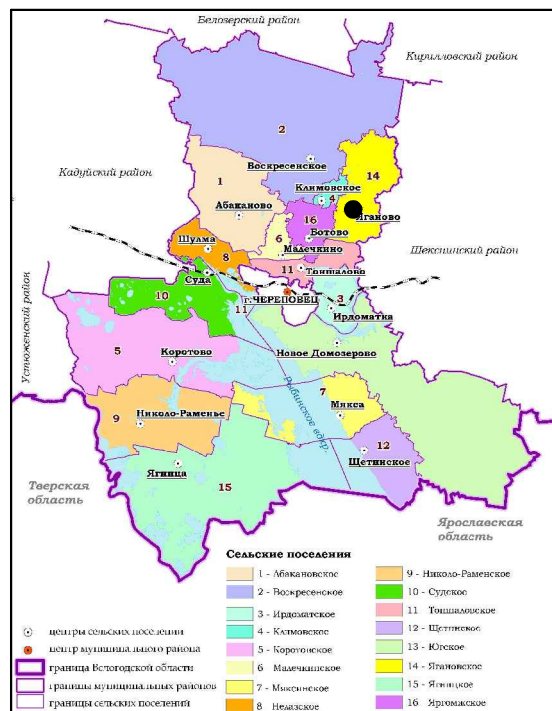 Белозерский район
Кирилловский район
2
Кадуйский район
Воскресенское
14
1
Климовское
4
Абаканово
16
Яганово
Ботово
6
Шулма
8
Малечкино
Шекснинский район
11
Тоншалово
Суда
г. ЧЕРЕПОВЕЦ
3
10
11
Ирдоматка
Устюженский район
5
Коротово
Новое Домозерово
13
Рыбинское вдхр.
7
Мякса
9
Николо-Раменье
12
Щетинское
Ягница
15
Тверская
область
Ярославская
область
Сельские поселения
1 - Абакановское
2 - Воскресенское
3 - Ирдоматское
4 - Климовское
5 - Коротовское
6 - Малечкинское
7 - Мяксинское
8 - Нелазское
9 - Николо-Раменское
10 - Судское
11 - Тоншаловское
12 - Щетинское
13 - Югское
14 - Ягановское
15 - Ягницкое
16 - Яргомжское
центры сельских поселений
центр муниципального района
граница Вологодской области
границы муниципальных районов
границы сельских поселений